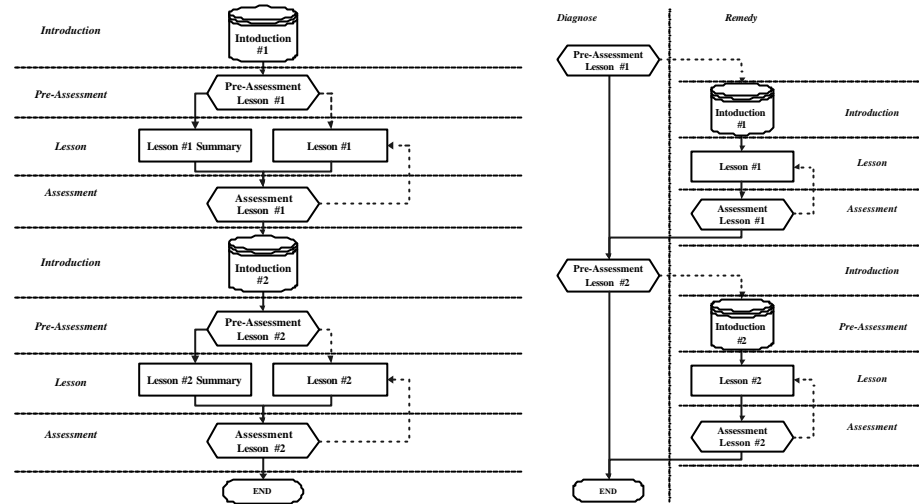 Introduction
Intoduction
#1
Pre-Assessment
Pre-Assessment
Lesson #1
Lesson
Lesson #1 Summary
Lesson #1
Assessment
Assessment
Lesson #1
Introduction
Intoduction
#2
Pre-Assessment
Pre-Assessment
Lesson #2
Lesson
Lesson #2 Summary
Lesson #2
Assessment
Assessment
Lesson #2
END
Diagnose
Remedy
Pre-Assessment
Lesson #1
Intoduction
#1
Introduction
Lesson #1
Lesson
Assessment
Lesson #1
Assessment
Pre-Assessment
Lesson #2
Introduction
Intoduction
#2
Pre-Assessment
Lesson #2
Lesson
Assessment
Lesson #2
Assessment
END